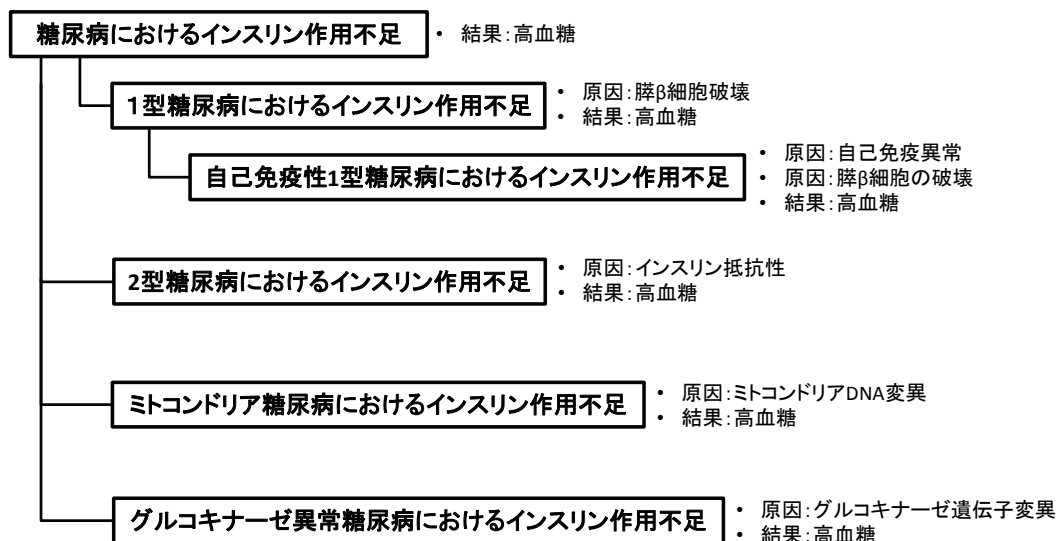 糖尿病におけるインスリン作用不足
• 結果:高血糖
1型糖尿病におけるインスリン作用不足
• 原因:膵β細胞破壊
• 結果:高血糖
自己免疫性1型糖尿病におけるインスリン作用不足
• 原因:自己免疫異常
• 原因:膵β細胞の破壊
• 結果:高血糖
2型糖尿病におけるインスリン作用不足
• 原因:インスリン抵抗性
• 結果:高血糖
ミトコンドリア糖尿病におけるインスリン作用不足
• 原因:ミトコンドリアDNA変異
• 結果:高血糖
グルコキナーゼ異常糖尿病におけるインスリン作用不足
• 原因:グルコキナーゼ遺伝子変異
• 結果:高血糖